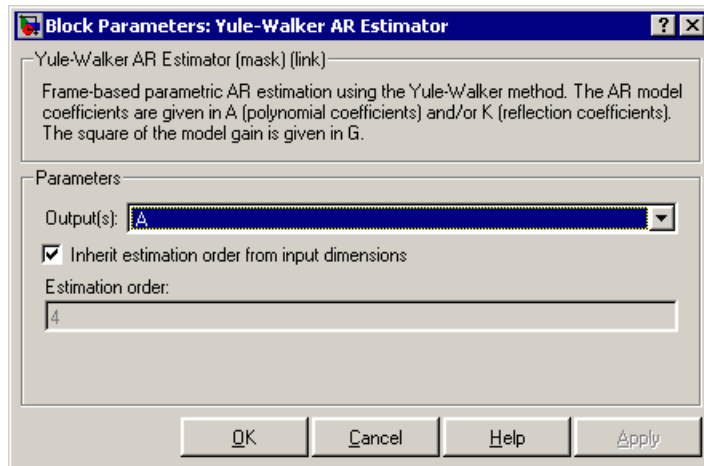 Block Parameters: Yule-Walker AR Estimator
Yule-Walker AR Estimator (mask) (link)
Frame-based parametric AR estimation using the Yule-Walker method. The AR model
coefficients are given in A (polynomial coefficients) and/or K (reflection coefficients).
The square of the model gain is given in G.
Parameters
Output(s): A
Inherit estimation order from input dimensions
Estimation order:
4
OK Cancel Help Apply